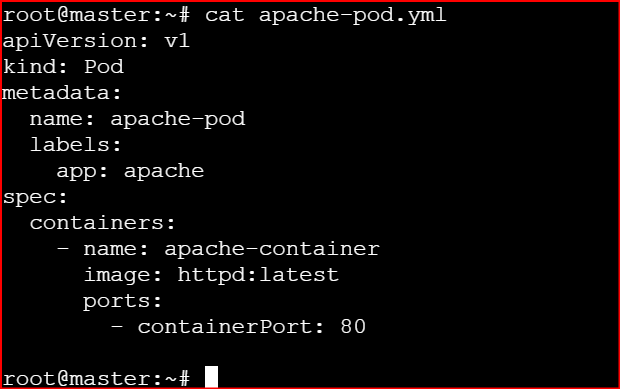 root@master:~# cat apache-pod.yml
apiVersion: v1
kind: Pod
metadata:
  name: apache-pod
  labels:
    app: apache
spec:
  containers:
    - name: apache-container
      image: httpd:latest
      ports:
        - containerPort: 80
root@master:~#